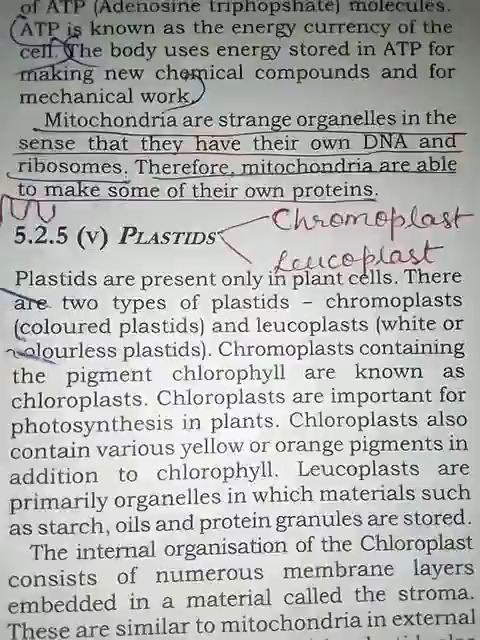 of ATP (Adenosine triphopshate) molecules.
ATP is known as the energy currency of the
cell. The body uses energy stored in ATP for
making new chemical compounds and for
mechanical work.
Mitochondria are strange organelles in the
sense that they have their own DNA and
ribosomes. Therefore, mitochondria are able
to make some of their own proteins.
Chromoplast
5.2.5 (v) PLASTIDS
Leucoplast
Plastids are present only in plant cells. There
are two types of plastids – chromoplasts
(coloured plastids) and leucoplasts (white or
colourless plastids). Chromoplasts containing
the pigment chlorophyll are known as
chloroplasts. Chloroplasts are important for
photosynthesis in plants. Chloroplasts also
contain various yellow or orange pigments in
addition to chlorophyll. Leucoplasts are
primarily organelles in which materials such
as starch, oils and protein granules are stored.
The internal organisation of the Chloroplast
consists of numerous membrane layers
embedded in a material called the stroma.
These are similar to mitochondria in external